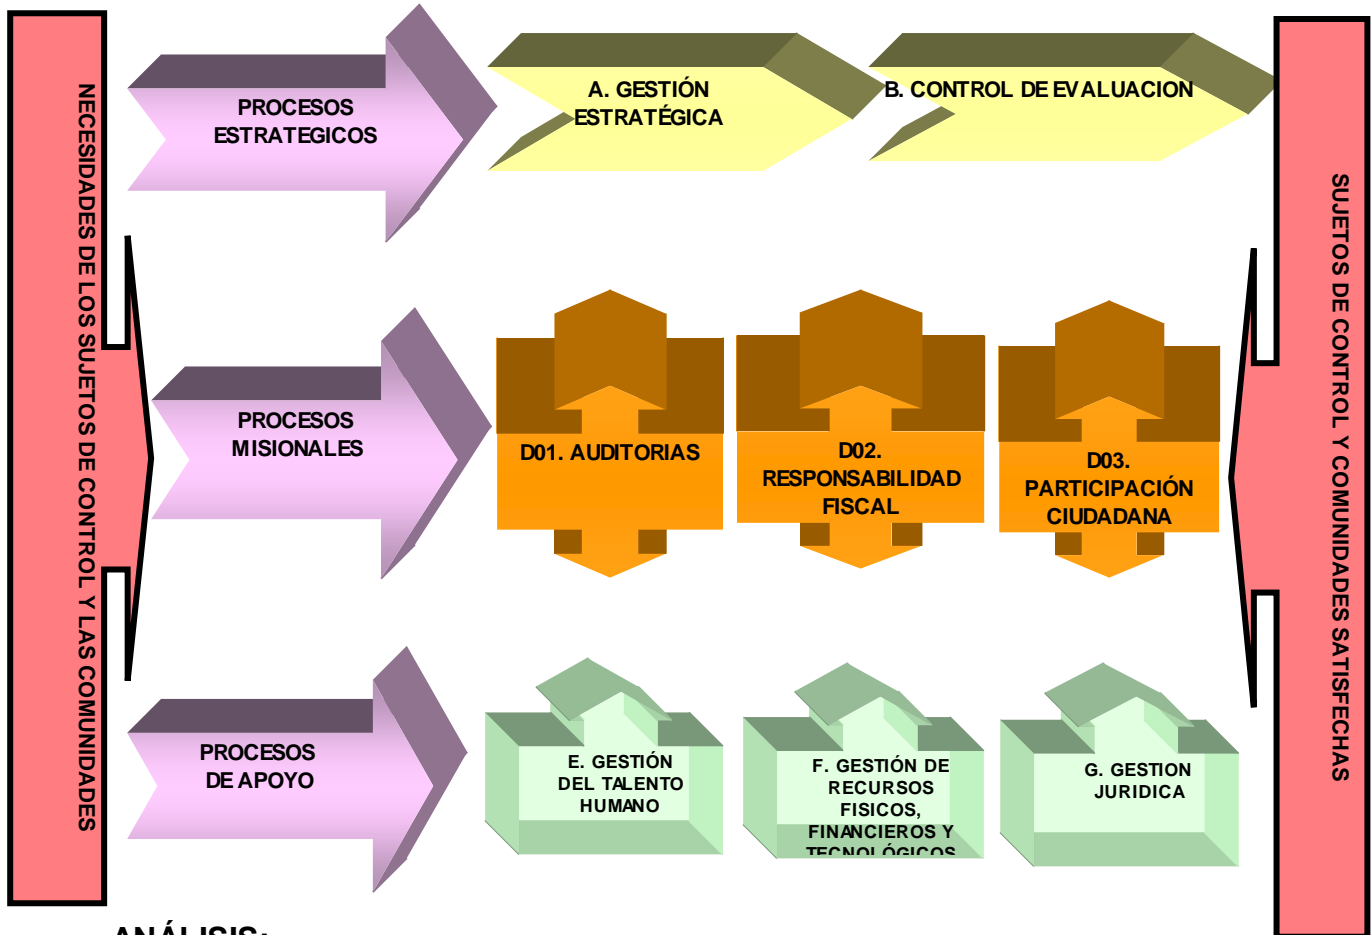 NECESIDADES DE LOS SUJETOS DE CONTROL Y LAS COMUNIDADES
PROCESOS
ESTRATEGICOS
A. GESTIÓN
ESTRATÉGICA
B. CONTROL DE EVALUACION
PROCESOS
MISIONALES
D01. AUDITORIAS
D02.
RESPONSABILIDAD
FISCAL
D03.
PARTICIPACIÓN
CIUDADANA
PROCESOS
DE APOYO
E. GESTIÓN
DEL TALENTO
HUMANO
F. GESTIÓN DE
RECURSOS
FISICOS,
FINANCIEROS Y
TECNOLÓGICOS
G. GESTION
JURIDICA
SUJETOS DE CONTROL Y COMUNIDADES SATISFECHAS
ANÁLISIS: